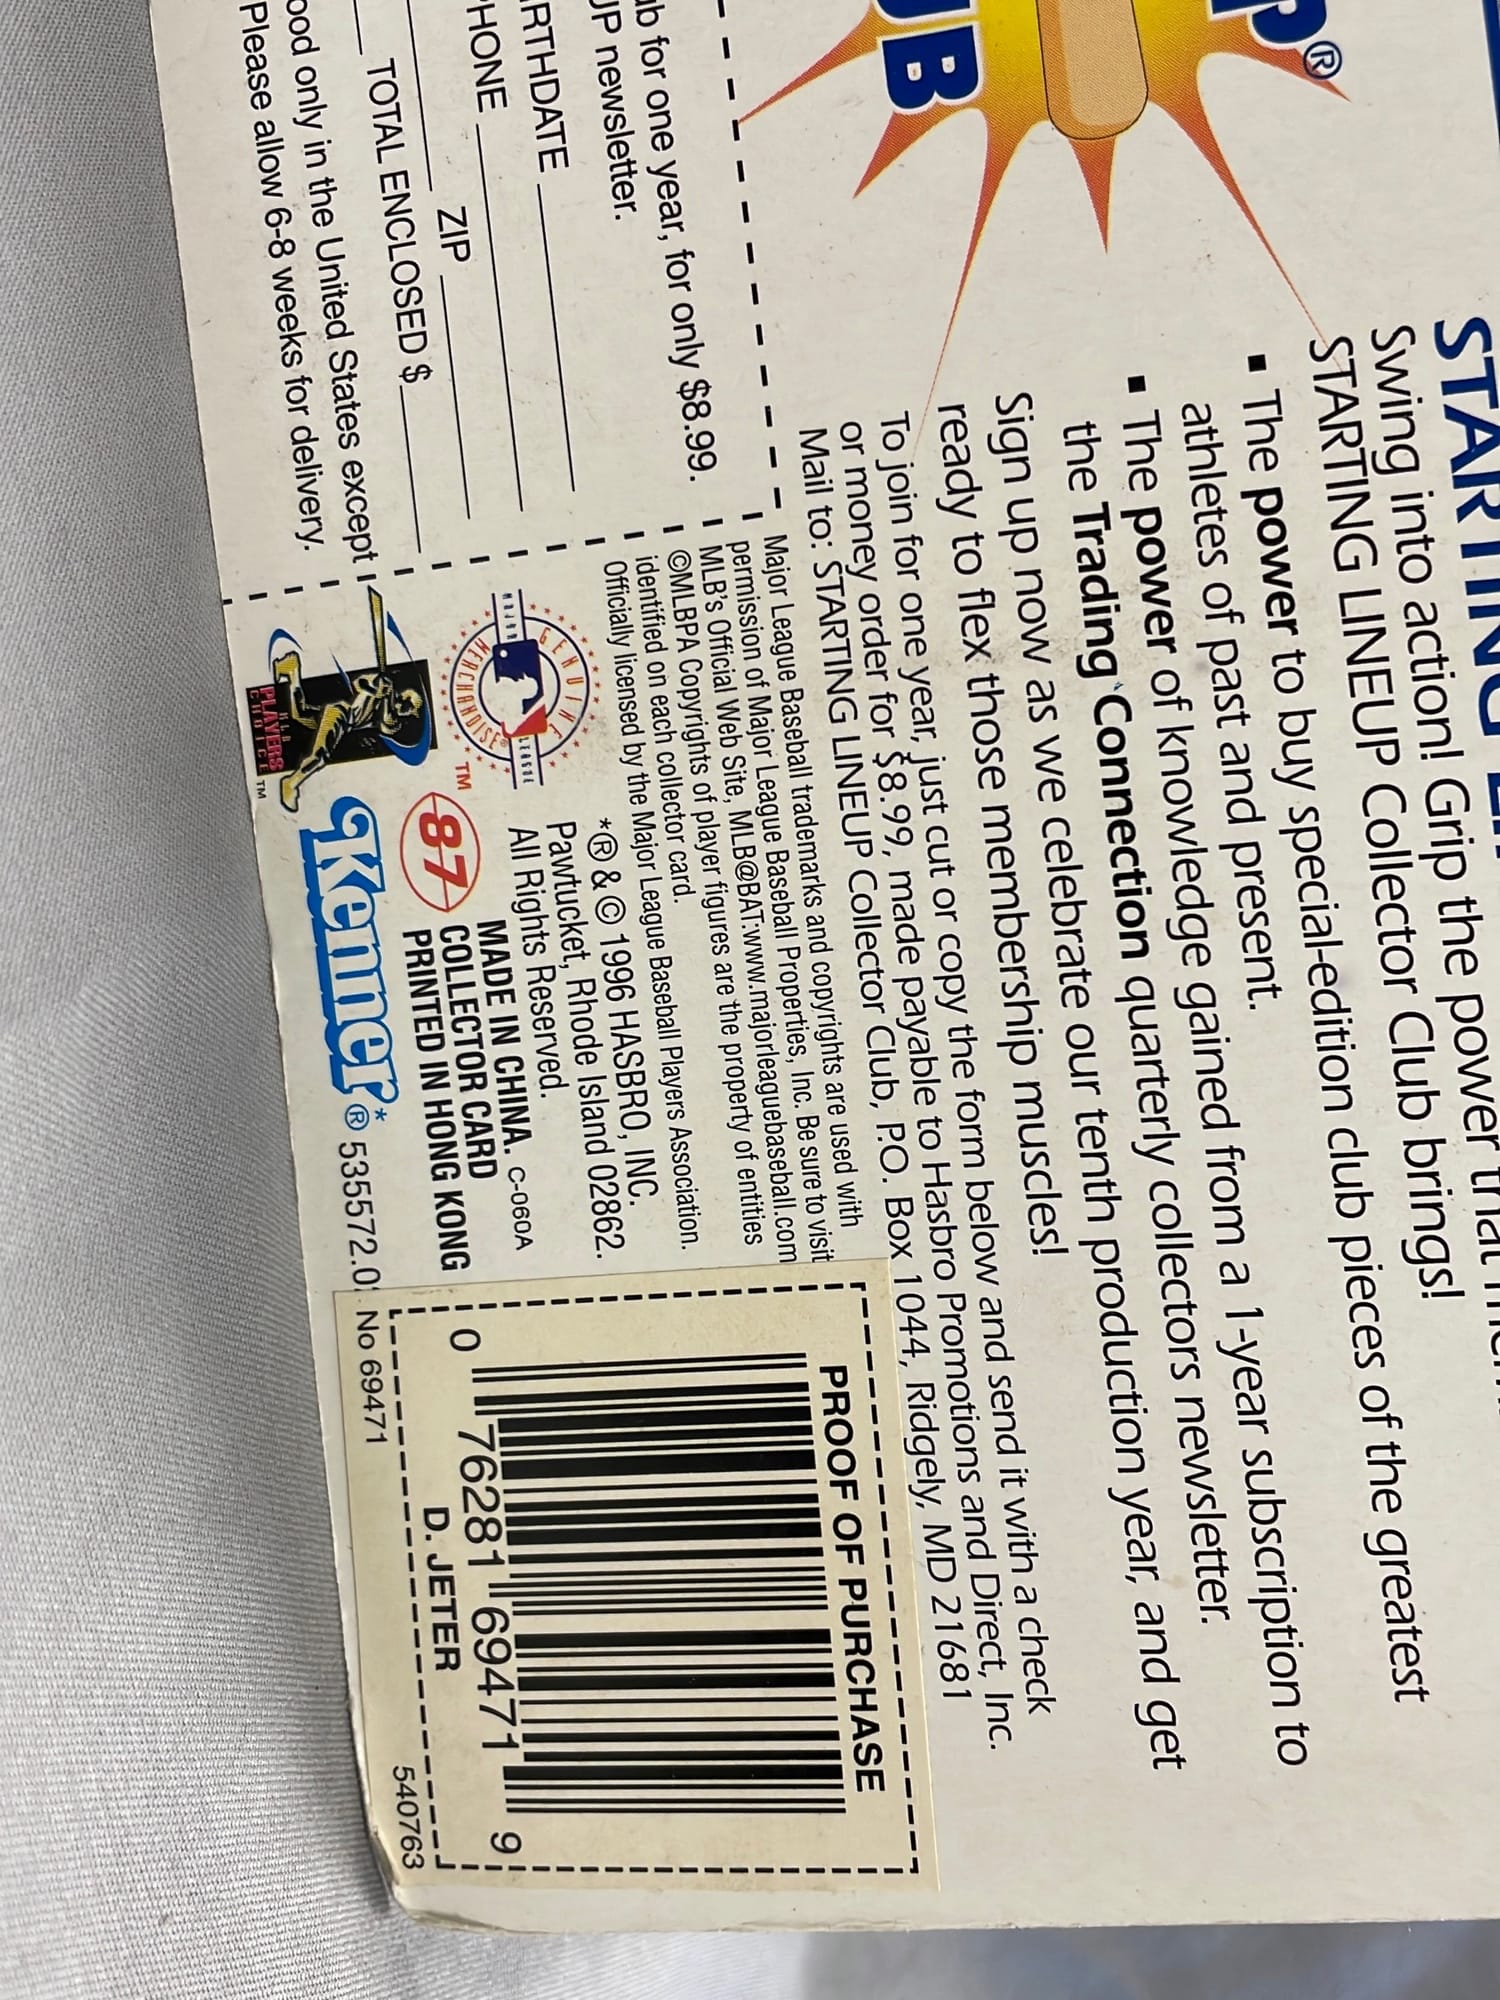 P®
UB
STARTING
Swing into action! Grip the power that
STARTING LINEUP Collector Club brings!
▪ The power to buy special-edition club pieces of the greatest
athletes of past and present.
▪ The power of knowledge gained from a 1-year subscription to
the Trading Connection quarterly collectors newsletter.
Sign up now as we celebrate our tenth production year, and get
ready to flex those membership muscles!
To join for one year, just cut or copy the form below and send it with a check
or money order for $8.99, made payable to Hasbro Promotions and Direct, Inc.
Mail to: STARTING LINEUP Collector Club, P.O. Box 1044, Ridgely, MD 21681
ub for one year, for only $8.99.
UP newsletter.
RTHDATE
PHONE
ZIP
TOTAL ENCLOSED $
ood only in the United States except
Please allow 6-8 weeks for delivery.
Major League Baseball trademarks and copyrights are used with
permission of Major League Baseball Properties, Inc. Be sure to visit
MLB's Official Web Site, MLB@BAT:www.majorleaguebaseball.com
©MLBPA Copyrights of player figures are the property of entities
identified on each collector card.
Officially licensed by the Major League Baseball Players Association.
GENUINE
MAJOR LEAGUE
MERCHANDISE®
TM
*® & © 1996 HASBRO, INC.
Pawtucket, Rhode Island 02862.
All Rights Reserved.
87
MADE IN CHINA. C-060A
COLLECTOR CARD
PRINTED IN HONG KONG
MLB
PLAYERS
CHOICE TM
Kenner*® 535572.0
PROOF OF PURCHASE
0 76281 69471 9
D. JETER
No 69471
540763